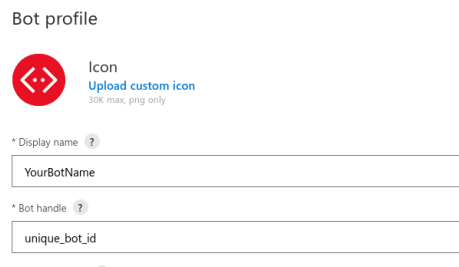 Bot profile
Icon
Upload custom icon
30K max, png only
* Display name ?
YourBotName
* Bot handle ?
unique_bot_id